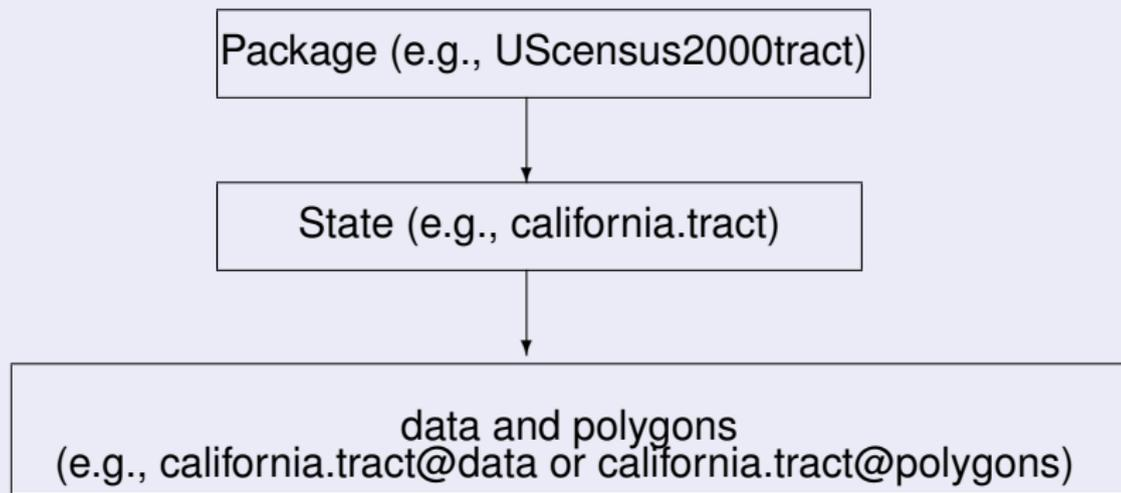 Package (e.g., UScensus2000tract)
State (e.g., california.tract)
data and polygons
(e.g., california.tract@data or california.tract@polygons)